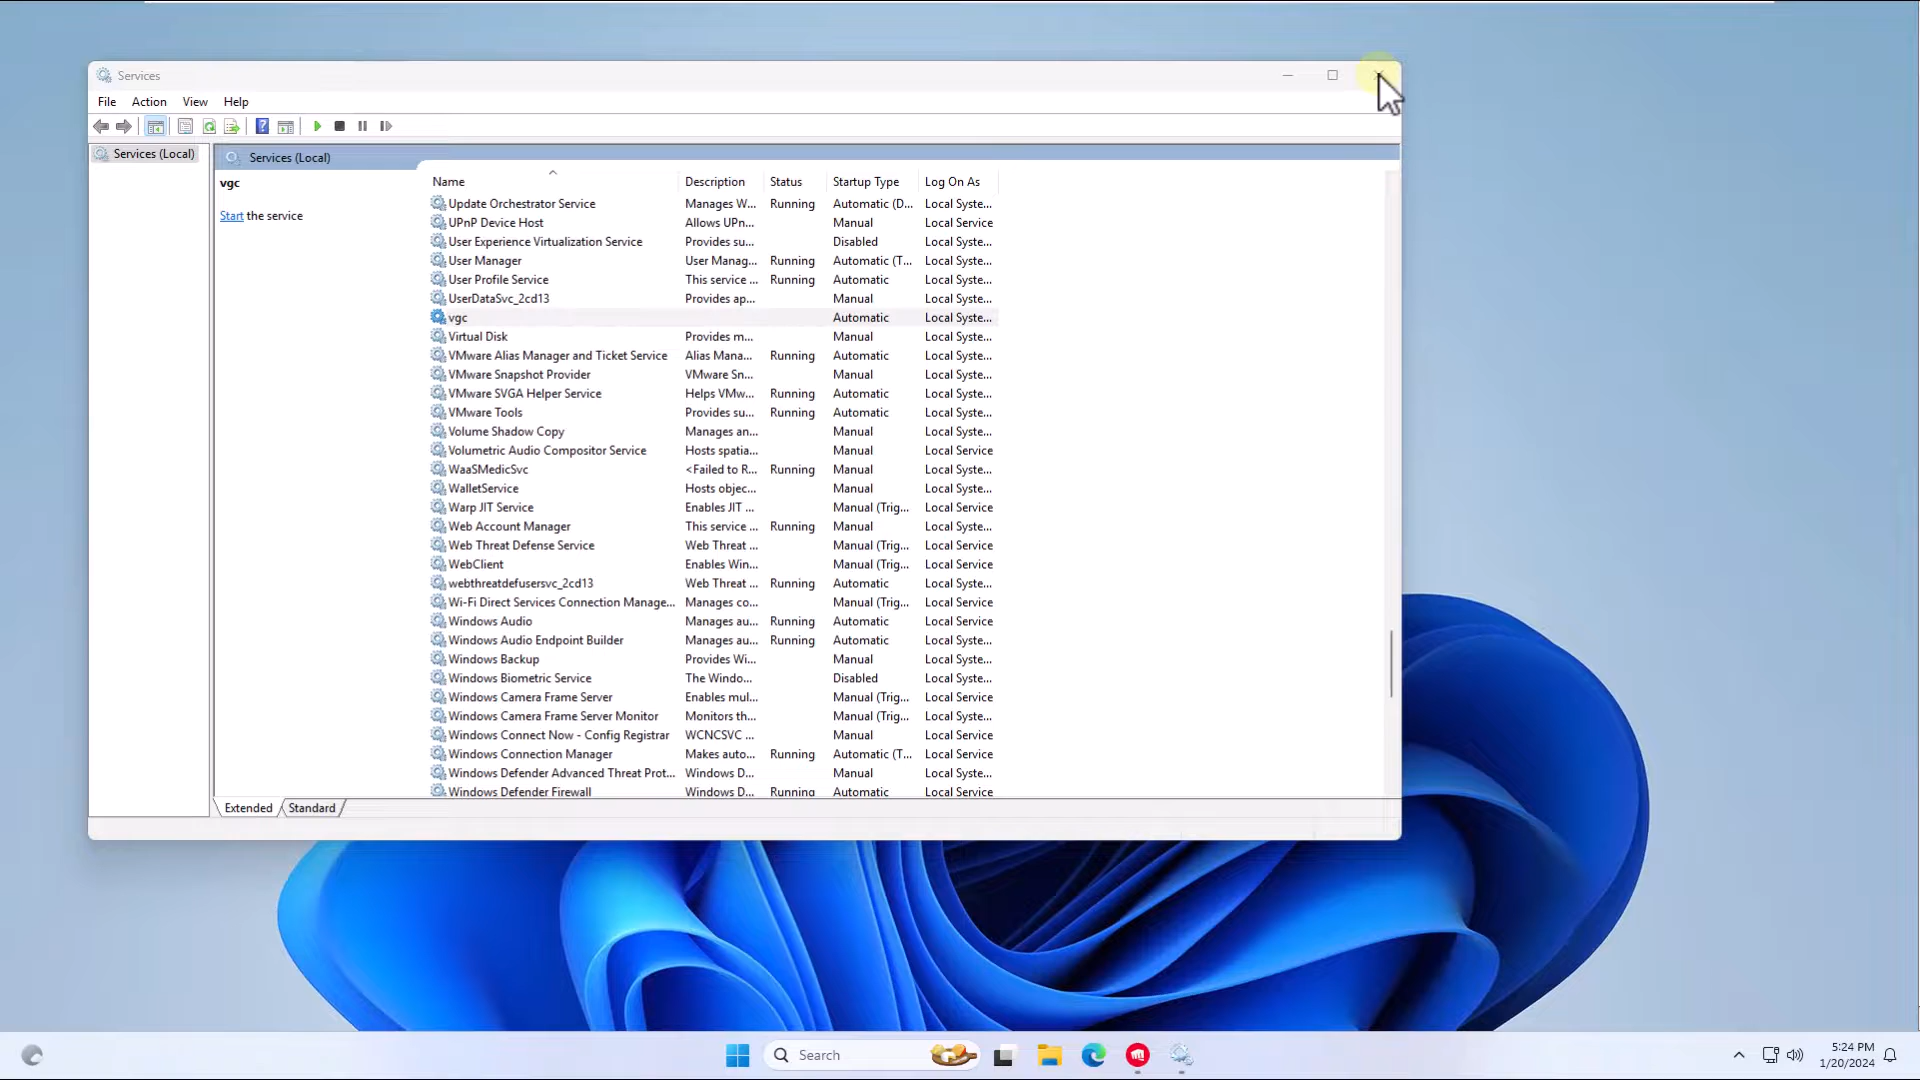 Services
File Action View Help
Services (Local)
Services (Local)
vgc
Start the service
Name Description Status Startup Type Log On As
Update Orchestrator Service Manages W... Running Automatic (D... Local Syste...
UPnP Device Host Allows UPn... Manual Local Service
User Experience Virtualization Service Provides su... Disabled Local Syste...
User Manager User Manag... Running Automatic (T... Local Syste...
User Profile Service This service ... Running Automatic Local Syste...
UserDataSvc_2cd13 Provides ap... Manual Local Syste...
vgc Automatic Local Syste...
Virtual Disk Provides m... Manual Local Syste...
VMware Alias Manager and Ticket Service Alias Mana... Running Automatic Local Syste...
VMware Snapshot Provider VMware Sn... Manual Local Syste...
VMware SVGA Helper Service Helps VMw... Running Automatic Local Syste...
VMware Tools Provides su... Running Automatic Local Syste...
Volume Shadow Copy Manages an... Manual Local Syste...
Volumetric Audio Compositor Service Hosts spatia... Manual Local Service
WaaSMedicSvc <Failed to R... Running Manual Local Syste...
WalletService Hosts objec... Manual Local Syste...
Warp JIT Service Enables JIT ... Manual (Trig... Local Service
Web Account Manager This service ... Running Manual Local Syste...
Web Threat Defense Service Web Threat ... Manual (Trig... Local Service
WebClient Enables Win... Manual (Trig... Local Service
webthreatdefusersvc_2cd13 Web Threat ... Running Automatic Local Syste...
Wi-Fi Direct Services Connection Manage... Manages co... Manual (Trig... Local Service
Windows Audio Manages au... Running Automatic Local Service
Windows Audio Endpoint Builder Manages au... Running Automatic Local Syste...
Windows Backup Provides Wi... Manual Local Syste...
Windows Biometric Service The Windo... Disabled Local Syste...
Windows Camera Frame Server Enables mul... Manual (Trig... Local Service
Windows Camera Frame Server Monitor Monitors th... Manual (Trig... Local Syste...
Windows Connect Now - Config Registrar WCNCSVC ... Manual Local Service
Windows Connection Manager Makes auto... Running Automatic (T... Local Service
Windows Defender Advanced Threat Prot... Windows D... Manual Local Syste...
Windows Defender Firewall Windows D... Running Automatic Local Service
Extended Standard
Search
5:24 PM
1/20/2024